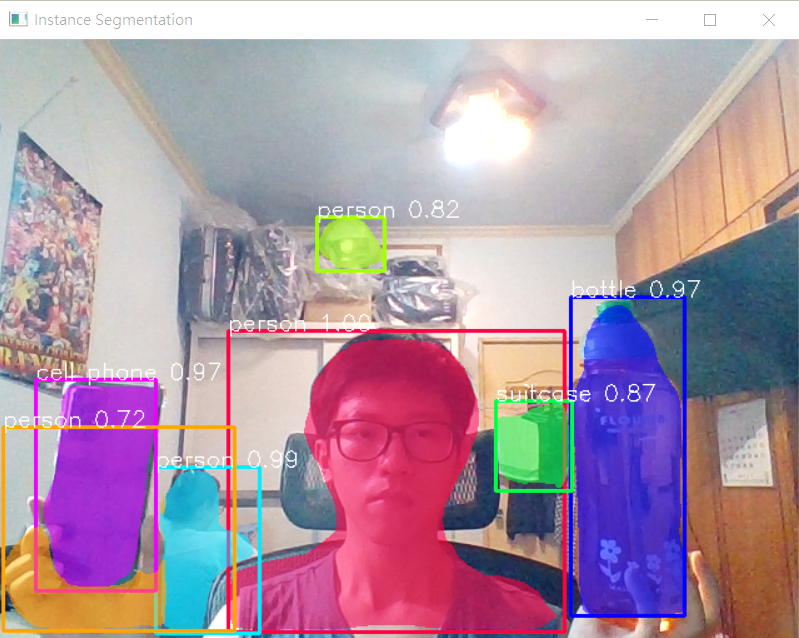 Instance Segmentation
person 0.82
bottle 0.97
person 1.00
cell phone 0.97
suitcase 0.87
person 0.72
person 0.99